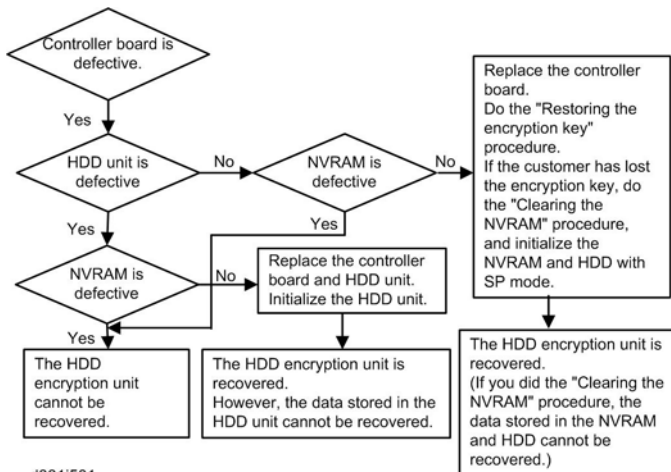 Controller board is
defective.
Yes
HDD unit is
defective
No
NVRAM is
defective
No
Replace the controller
board.
Do the "Restoring the
encryption key"
procedure.
If the customer has lost
the encryption key, do
the "Clearing the
NVRAM" procedure,
and initialize the
NVRAM and HDD with
SP mode.
Yes
Yes
NVRAM is
defective
No
Replace the controller
board and HDD unit.
Initialize the HDD unit.
Yes
The HDD
encryption unit
cannot be
recovered.
The HDD encryption unit is
recovered.
However, the data stored in the
HDD unit cannot be recovered.
The HDD encryption unit is
recovered.
(If you did the "Clearing the
NVRAM" procedure, the
data stored in the NVRAM
and HDD cannot be
recovered.)